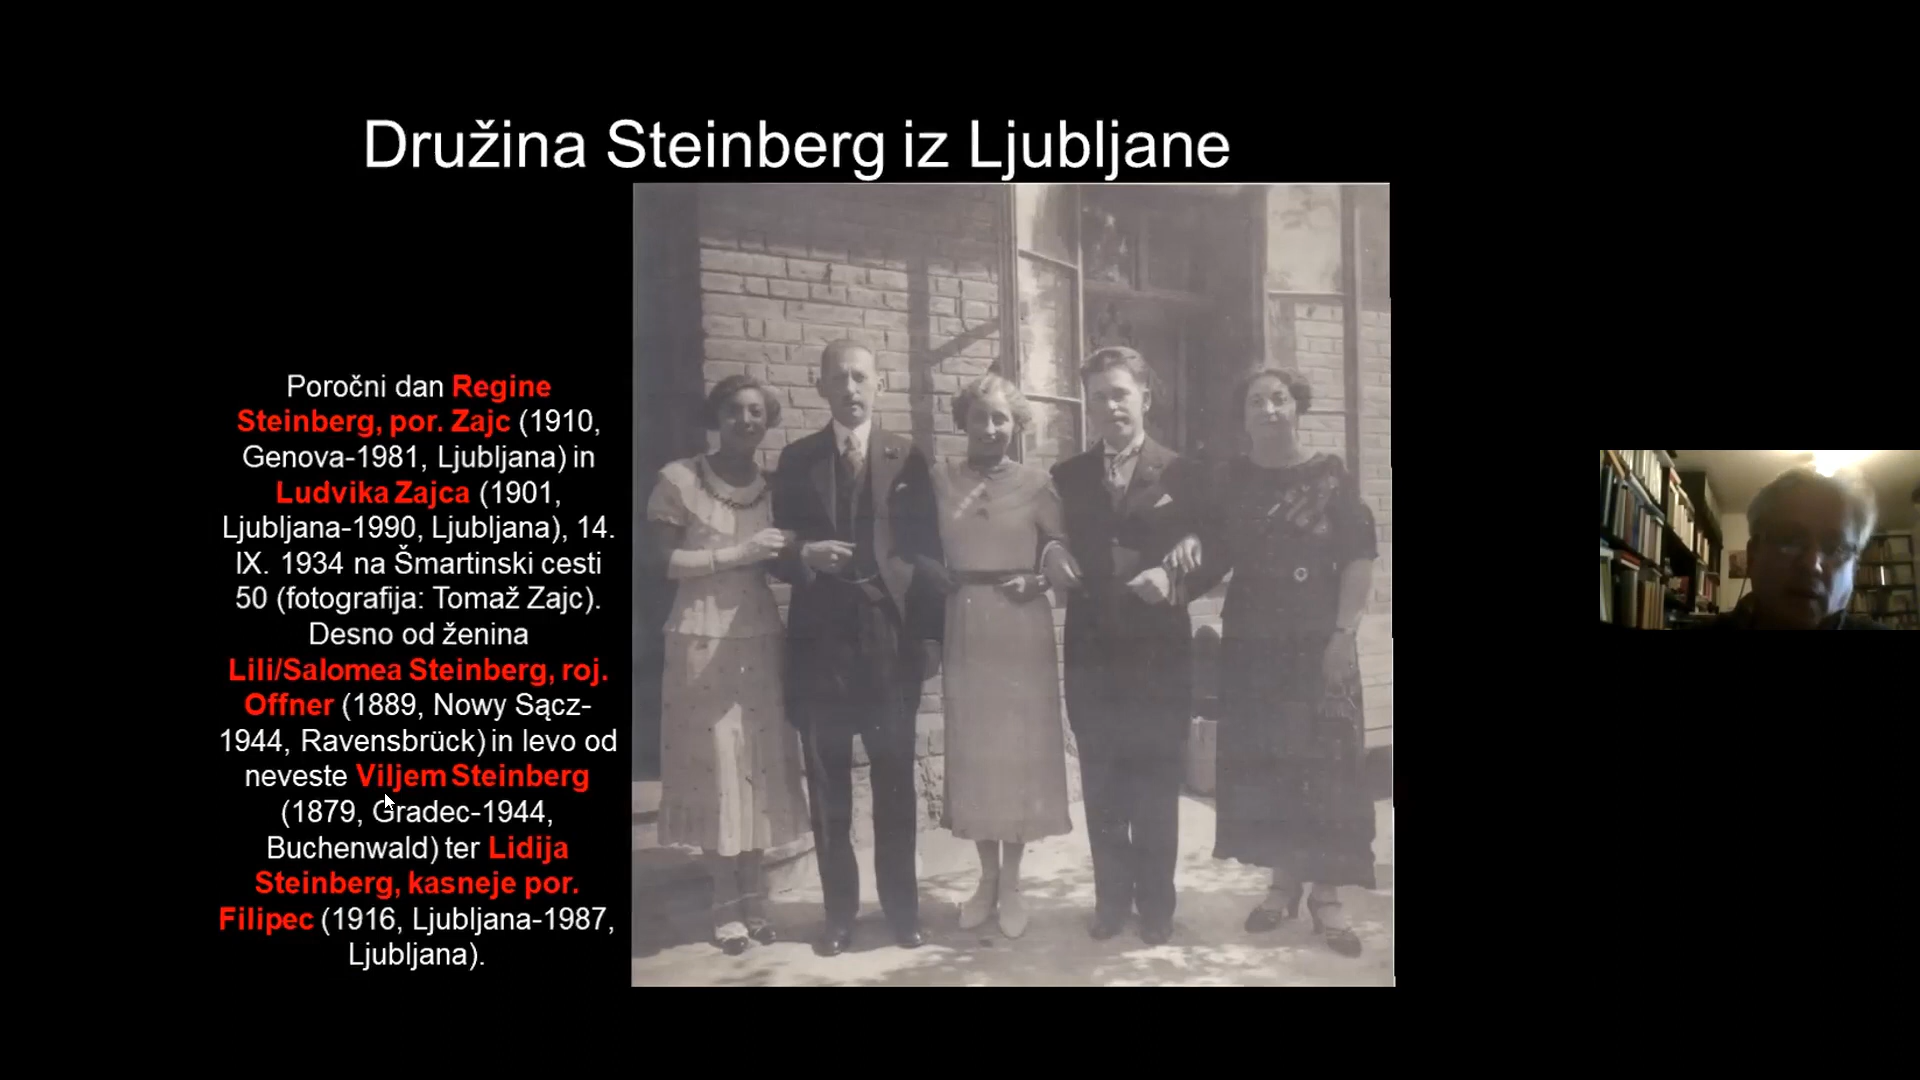 Družina Steinberg iz Ljubljane
Poročni dan Regine
Steinberg, por. Zajc (1910,
Genova-1981, Ljubljana) in
Ludvika Zajca (1901,
Ljubljana-1990, Ljubljana), 14.
IX. 1934 na Šmartinski cesti
50 (fotografija: Tomaž Zajc).
Desno od ženina
Lili/Salomea Steinberg, roj.
Offner (1889, Nowy Sącz-
1944, Ravensbrück) in levo od
neveste Viljem Steinberg
(1879, Gradec-1944,
Buchenwald) ter Lidija
Steinberg, kasneje por.
Filipec (1916, Ljubljana-1987,
Ljubljana).